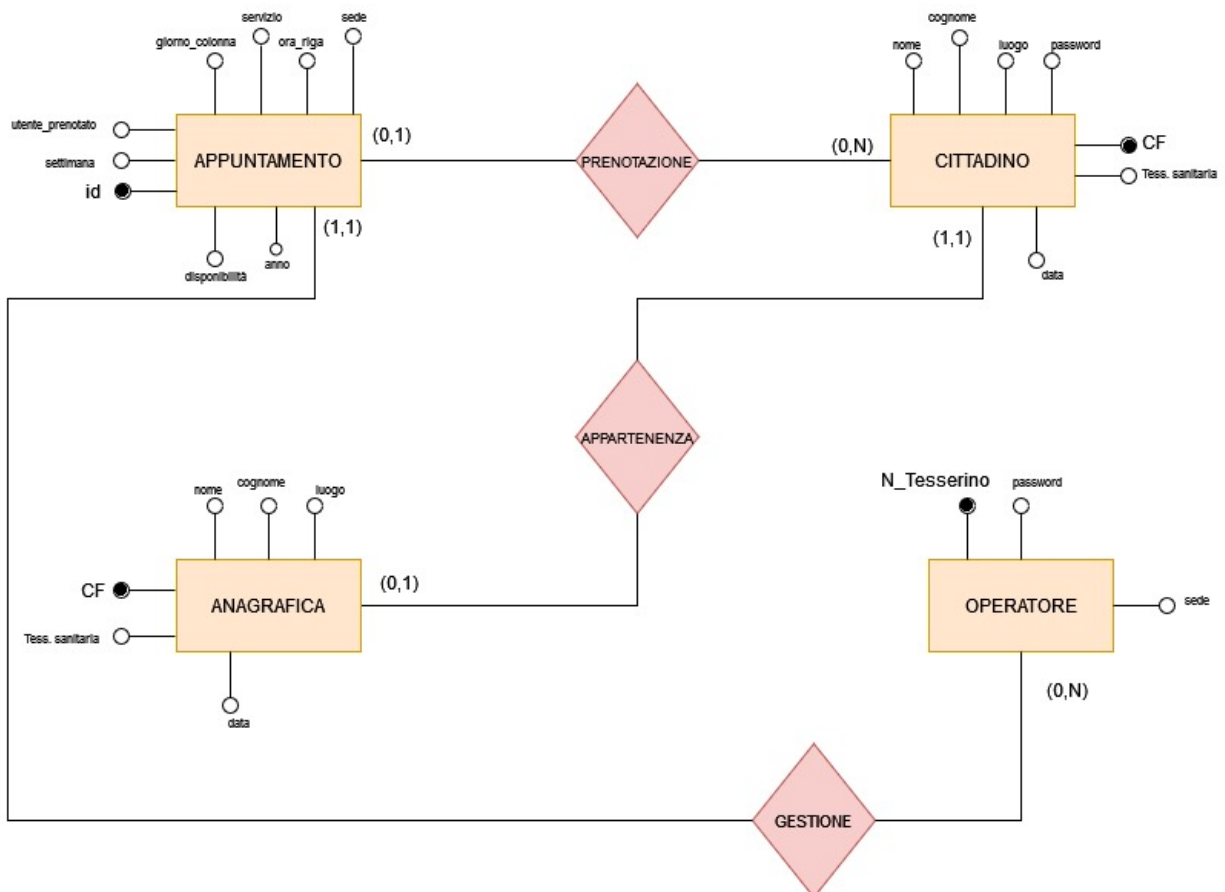 servizio
sede
giorno_colonna
ora_riga
utente_prenotato
settimana
id
APPUNTAMENTO
(0,1)
(1,1)
disponibilità
anno
PRENOTAZIONE
cognome
nome
luogo
password
(0,N)
CITTADINO
CF
Tess. sanitaria
(1,1)
data
APPARTENENZA
cognome
nome
luogo
CF
Tess. sanitaria
ANAGRAFICA
(0,1)
data
N_Tesserino
password
OPERATORE
sede
(0,N)
GESTIONE